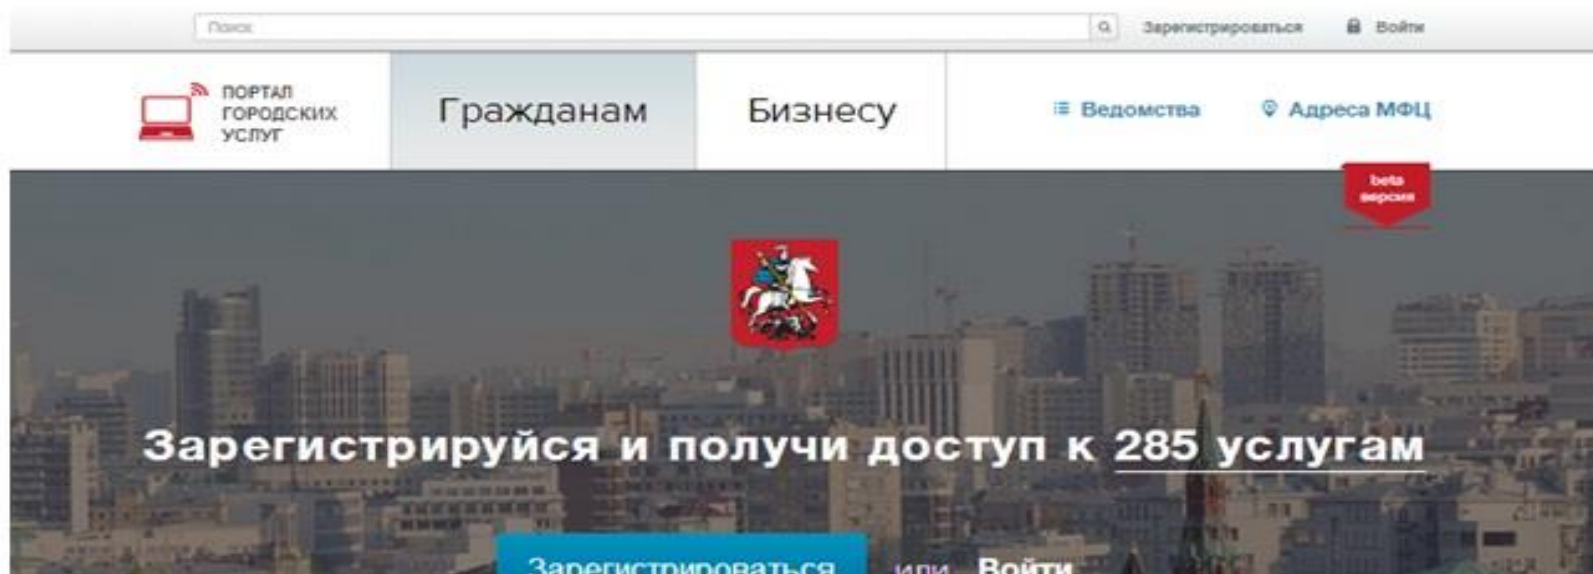 Поиск
Зарегистрироваться
Войти
ПОРТАЛ
ГОРОДСКИХ
УСЛУГ
Гражданам
Бизнесу
Ведомства
Адреса МФЦ
beta
версия
Зарегистрируйся и получи доступ к 285 услугам
Зарегистрироваться или Войти